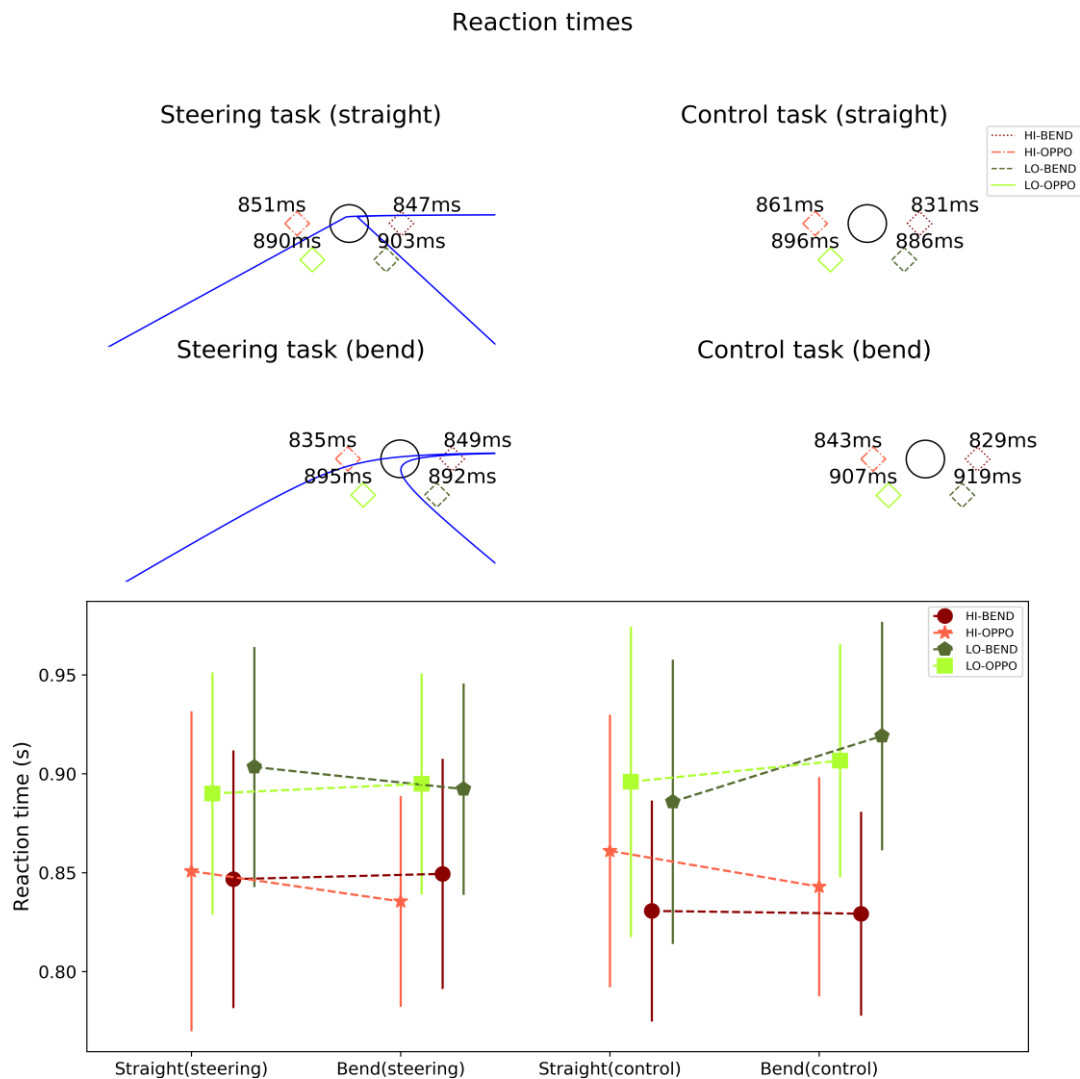 Reaction times
Steering task (straight)
Control task (straight)
HI-BEND
HI-OPPO
LO-BEND
LO-OPPO
851ms
847ms
890ms
903ms
861ms
831ms
896ms
886ms
Steering task (bend)
Control task (bend)
835ms
849ms
895ms
892ms
843ms
829ms
907ms
919ms
HI-BEND
HI-OPPO
LO-BEND
LO-OPPO
Reaction time (s)
0.95
0.90
0.85
0.80
Straight(steering)
Bend(steering)
Straight(control)
Bend(control)